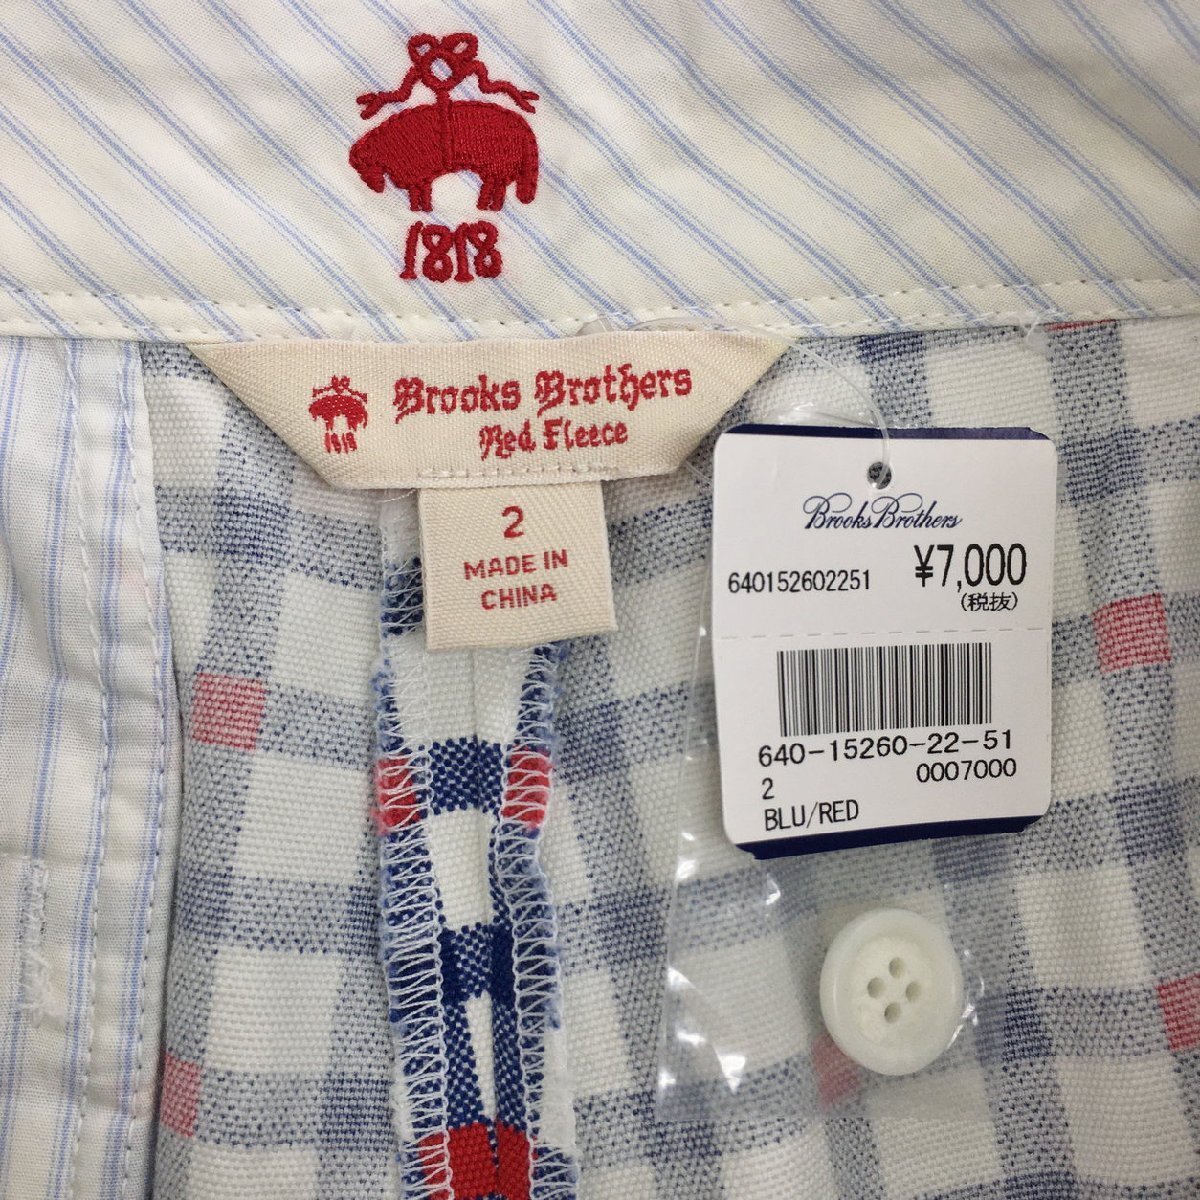 1818
Brooks Brothers
Red Fleece
1818
2
MADE IN
CHINA
Brooks Brothers
640152602251 ¥7,000
(税抜)
640-15260-22-51
2 0007000
BLU/RED